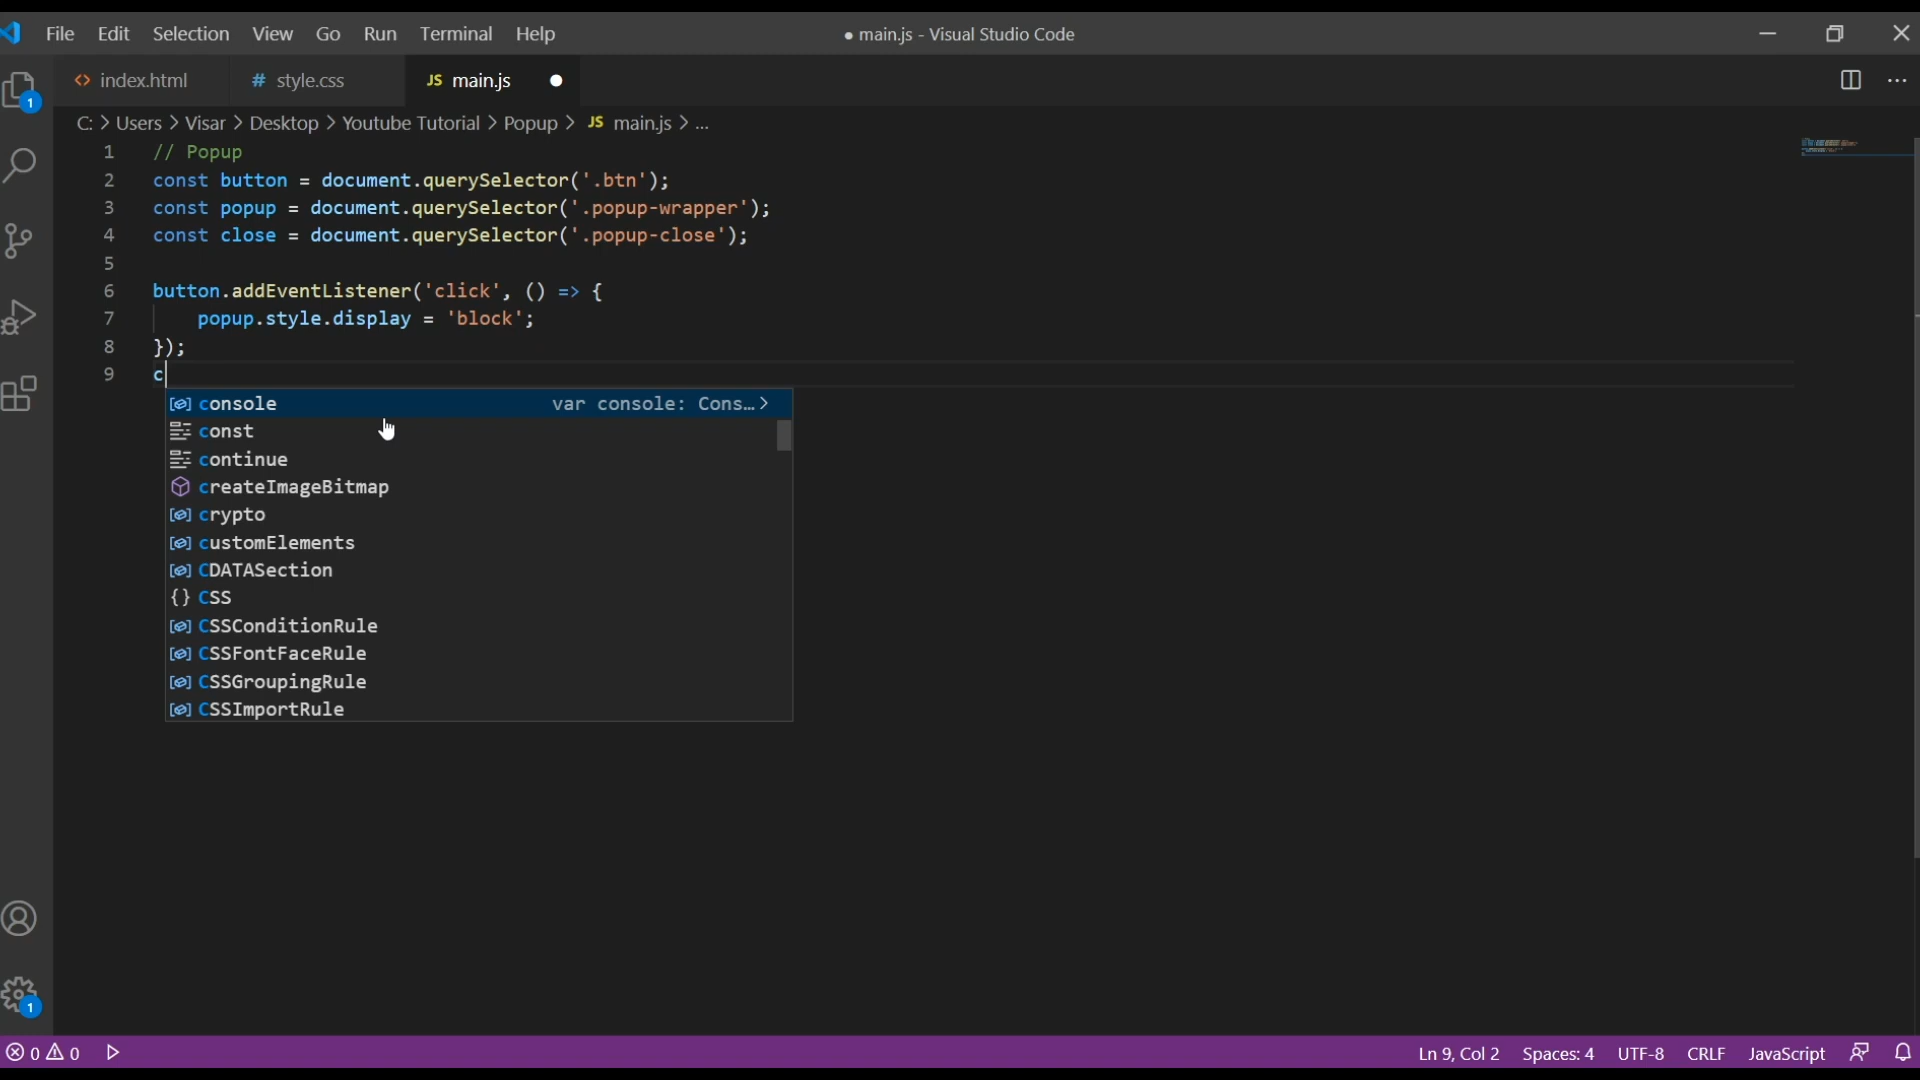 File Edit Selection View Go Run Terminal Help ● main.js - Visual Studio Code
<> index.html # style.css JS main.js ●
C: > Users > Visar > Desktop > Youtube Tutorial > Popup > JS main.js > ...
1 // Popup
2 const button = document.querySelector('.btn');
3 const popup = document.querySelector('.popup-wrapper');
4 const close = document.querySelector('.popup-close');
5
6 button.addEventListener('click', () => {
7 popup.style.display = 'block';
8 });
9 c
console var console: Cons... >
const
continue
createImageBitmap
crypto
customElements
CDATASection
{} CSS
CSSConditionRule
CSSFontFaceRule
CSSGroupingRule
CSSImportRule
1
1
0 0 Ln 9, Col 2 Spaces: 4 UTF-8 CRLF JavaScript